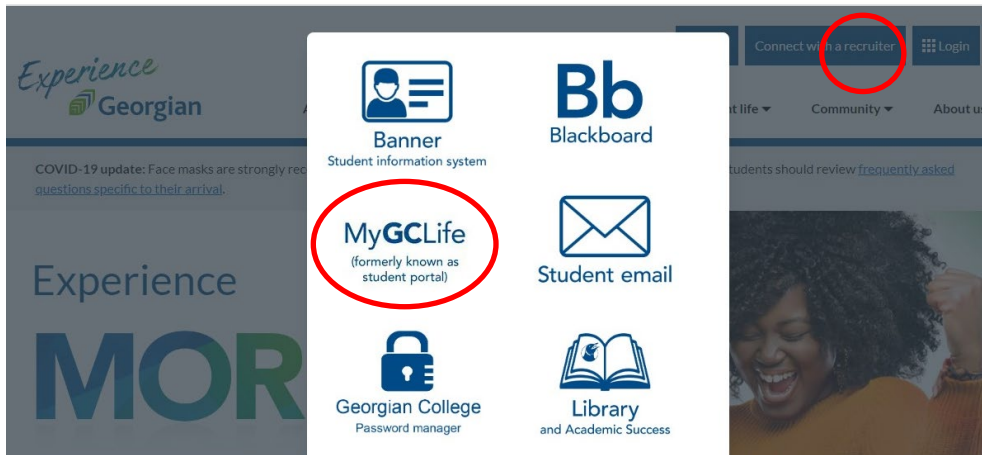 Connect with a recruiter
Login
Experience
Georgian
A
nt life
Community
About us
COVID-19 update: Face masks are strongly rec
tudents should review frequently asked
questions specific to their arrival.
Banner
Student information system
Bb
Blackboard
MyGCLife
(formerly known as
student portal)
Student email
Georgian College
Password manager
Library
and Academic Success
Experience
MOR